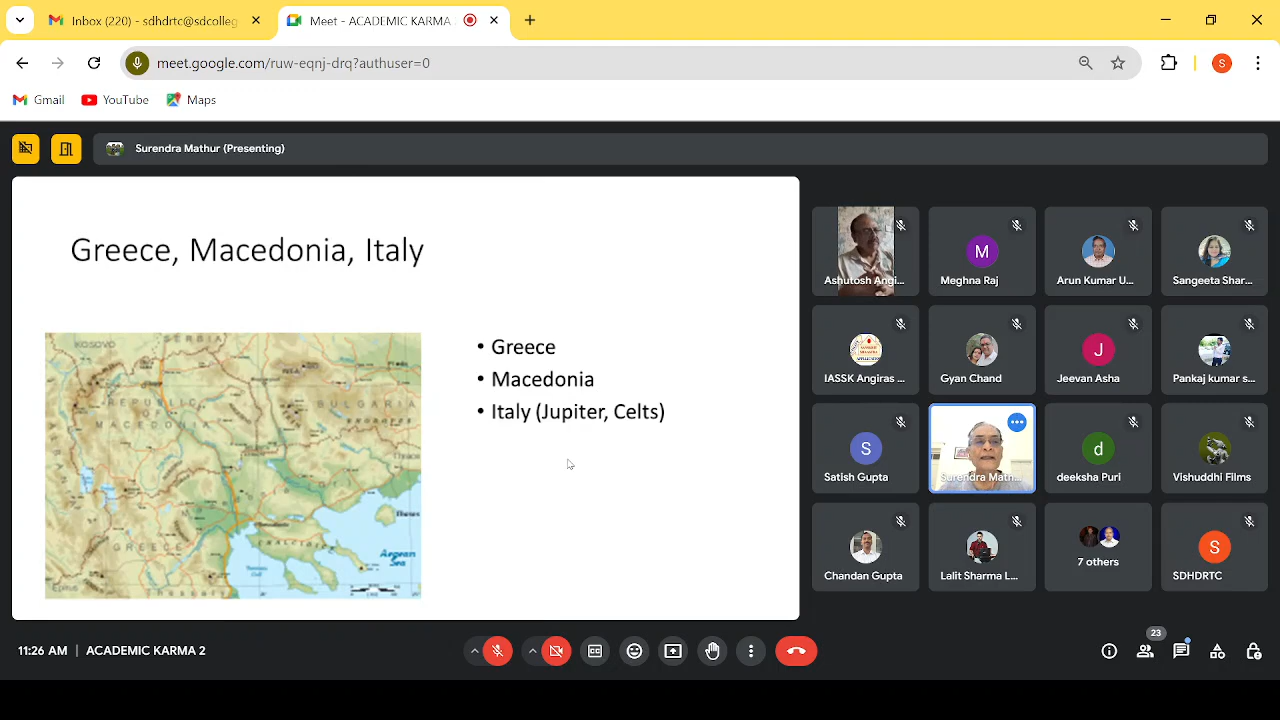 Inbox (220) - sdhdrtc@sdcolleg
Meet - ACADEMIC KARMA
meet.google.com/ruw-eqnj-drq?authuser=0
S
Gmail
YouTube
Maps
Surendra Mathur (Presenting)
Greece, Macedonia, Italy
KOSOVO
SERBIA
REPUBLIC
OF
MACEDONIA
BULGARIA
GREECE
Aegean
Sea
• Greece
• Macedonia
• Italy (Jupiter, Celts)
Ashutosh Angi...
M
Meghna Raj
Arun Kumar U...
Sangeeta Shar...
IASSK Angiras ...
Gyan Chand
J
Jeevan Asha
Pankaj kumar s...
S
Satish Gupta
Surendra Math...
d
deeksha Puri
Vishuddhi Films
Chandan Gupta
Lalit Sharma L...
7 others
S
SDHDRTC
11:26 AM | ACADEMIC KARMA 2
23